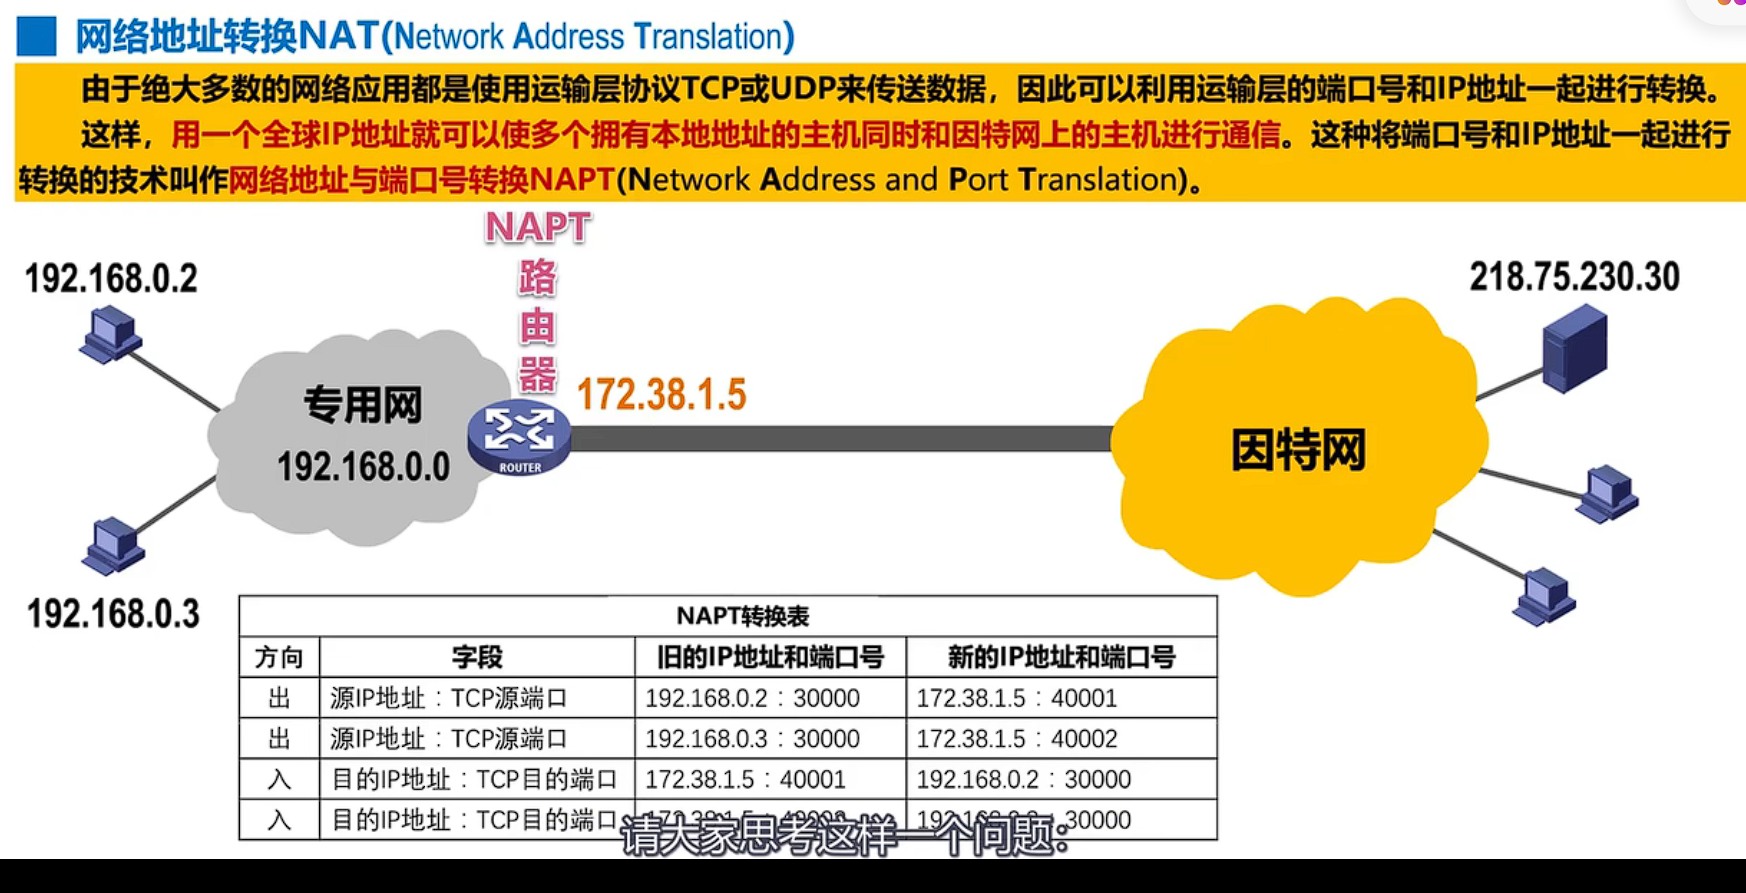 网络地址转换NAT(Network Address Translation)
由于绝大多数的网络应用都是使用运输层协议TCP或UDP来传送数据，因此可以利用运输层的端口号和IP地址一起进行转换。
这样，用一个全球IP地址就可以使多个拥有本地地址的主机同时和因特网上的主机进行通信。这种将端口号和IP地址一起进行
转换的技术叫作网络地址与端口号转换NAPT(Network Address and Port Translation)。
NAPT
路
由
器
192.168.0.2
218.75.230.30
专用网
192.168.0.0
172.38.1.5
ROUTER
因特网
192.168.0.3
NAPT转换表
方向 字段 旧的IP地址和端口号 新的IP地址和端口号
出 源IP地址：TCP源端口 192.168.0.2：30000 172.38.1.5：40001
出 源IP地址：TCP源端口 192.168.0.3：30000 172.38.1.5：40002
入 目的IP地址：TCP目的端口 172.38.1.5：40001 192.168.0.2：30000
入 目的IP地址：TCP目的端口 30000
请大家思考这样一个问题：